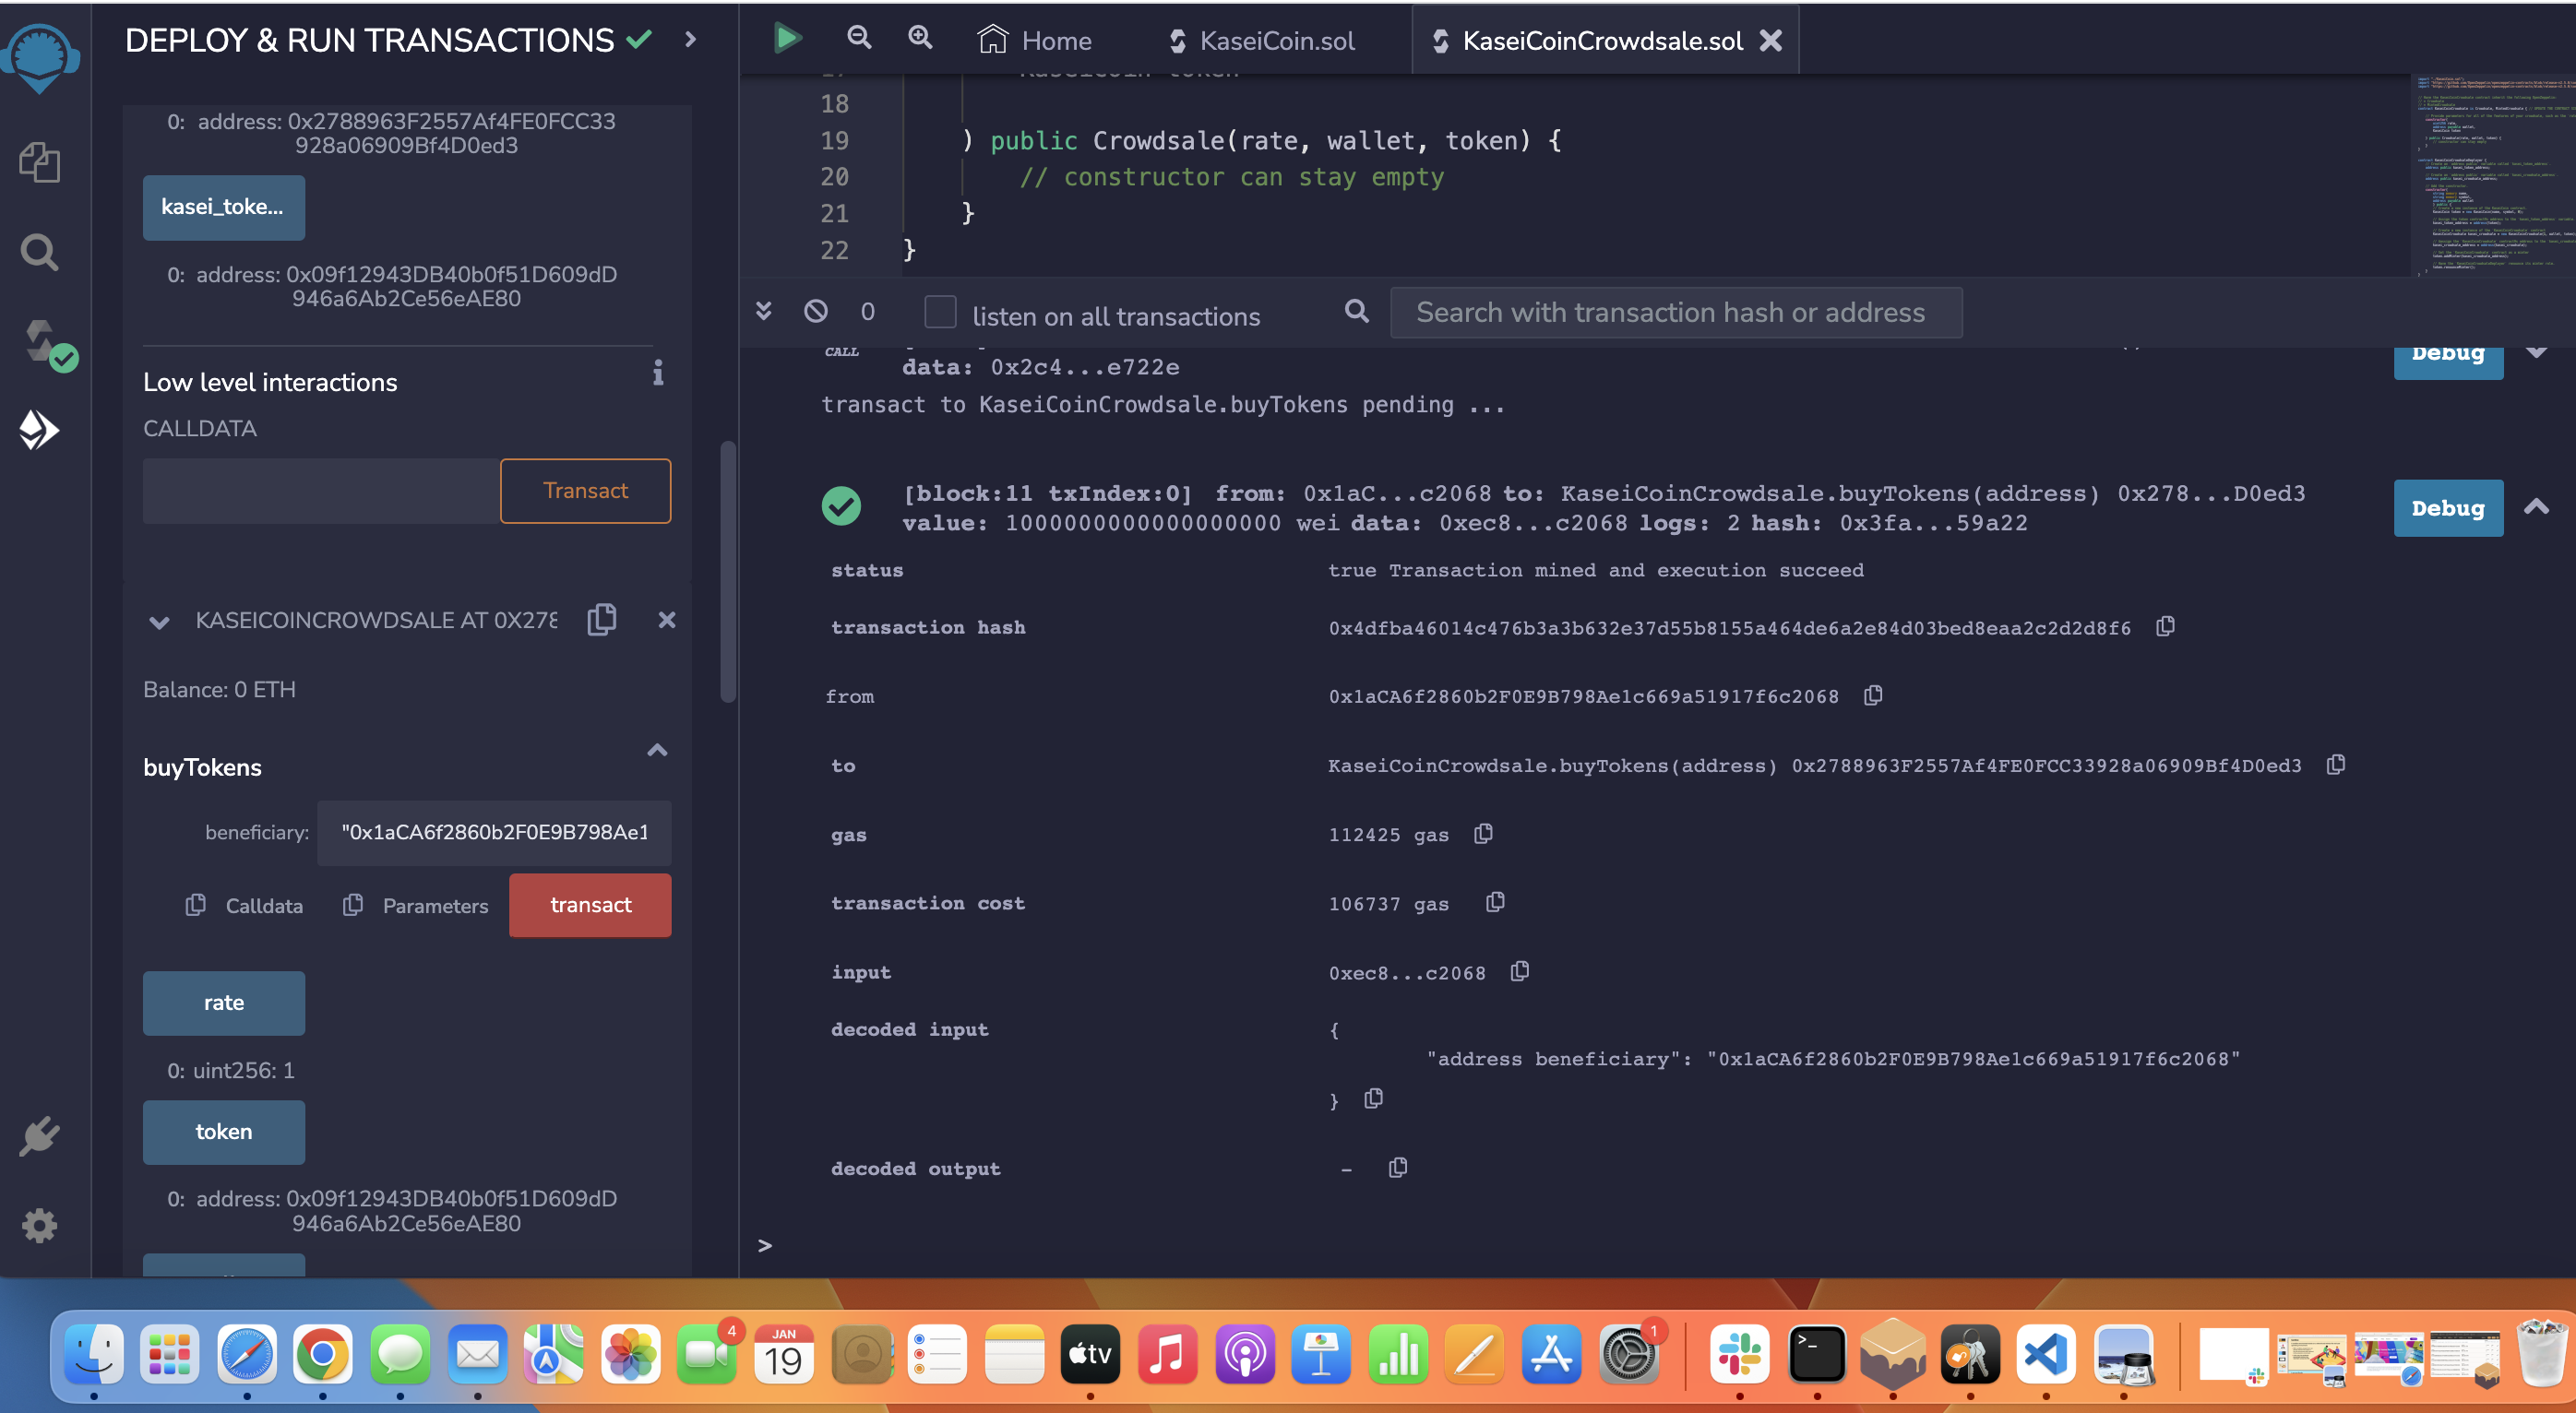 DEPLOY & RUN TRANSACTIONS
0: address: 0x2788963F2557Af4FE0FCC33
928a06909Bf4D0ed3
kasei_toke...
0: address: 0x09f12943DB40b0f51D609dD
946a6Ab2Ce56eAE80
Low level interactions
CALLDATA
Transact
KASEICOINCROWDSALE AT 0X278
Balance: 0 ETH
buyTokens
beneficiary: "0x1aCA6f2860b2F0E9B798Ae1
Calldata Parameters transact
rate
0: uint256: 1
token
0: address: 0x09f12943DB40b0f51D609dD
946a6Ab2Ce56eAE80
Home KaseiCoin.sol KaseiCoinCrowdsale.sol
18
19 ) public Crowdsale(rate, wallet, token) {
20 // constructor can stay empty
21 }
22 }
0 listen on all transactions Search with transaction hash or address
CALL
data: 0x2c4...e722e Debug
transact to KaseiCoinCrowdsale.buyTokens pending ...
[block:11 txIndex:0] from: 0x1aC...c2068 to: KaseiCoinCrowdsale.buyTokens(address) 0x278...D0ed3
value: 1000000000000000000 wei data: 0xec8...c2068 logs: 2 hash: 0x3fa...59a22
Debug
status true Transaction mined and execution succeed
transaction hash 0x4dfba46014c476b3a3b632e37d55b8155a464de6a2e84d03bed8eaa2c2d2d8f6
from 0x1aCA6f2860b2F0E9B798Ae1c669a51917f6c2068
to KaseiCoinCrowdsale.buyTokens(address) 0x2788963F2557Af4FE0FCC33928a06909Bf4D0ed3
gas 112425 gas
transaction cost 106737 gas
input 0xec8...c2068
decoded input {
"address beneficiary": "0x1aCA6f2860b2F0E9B798Ae1c669a51917f6c2068"
}
decoded output -
>
4
JAN
19
tv
1
>_